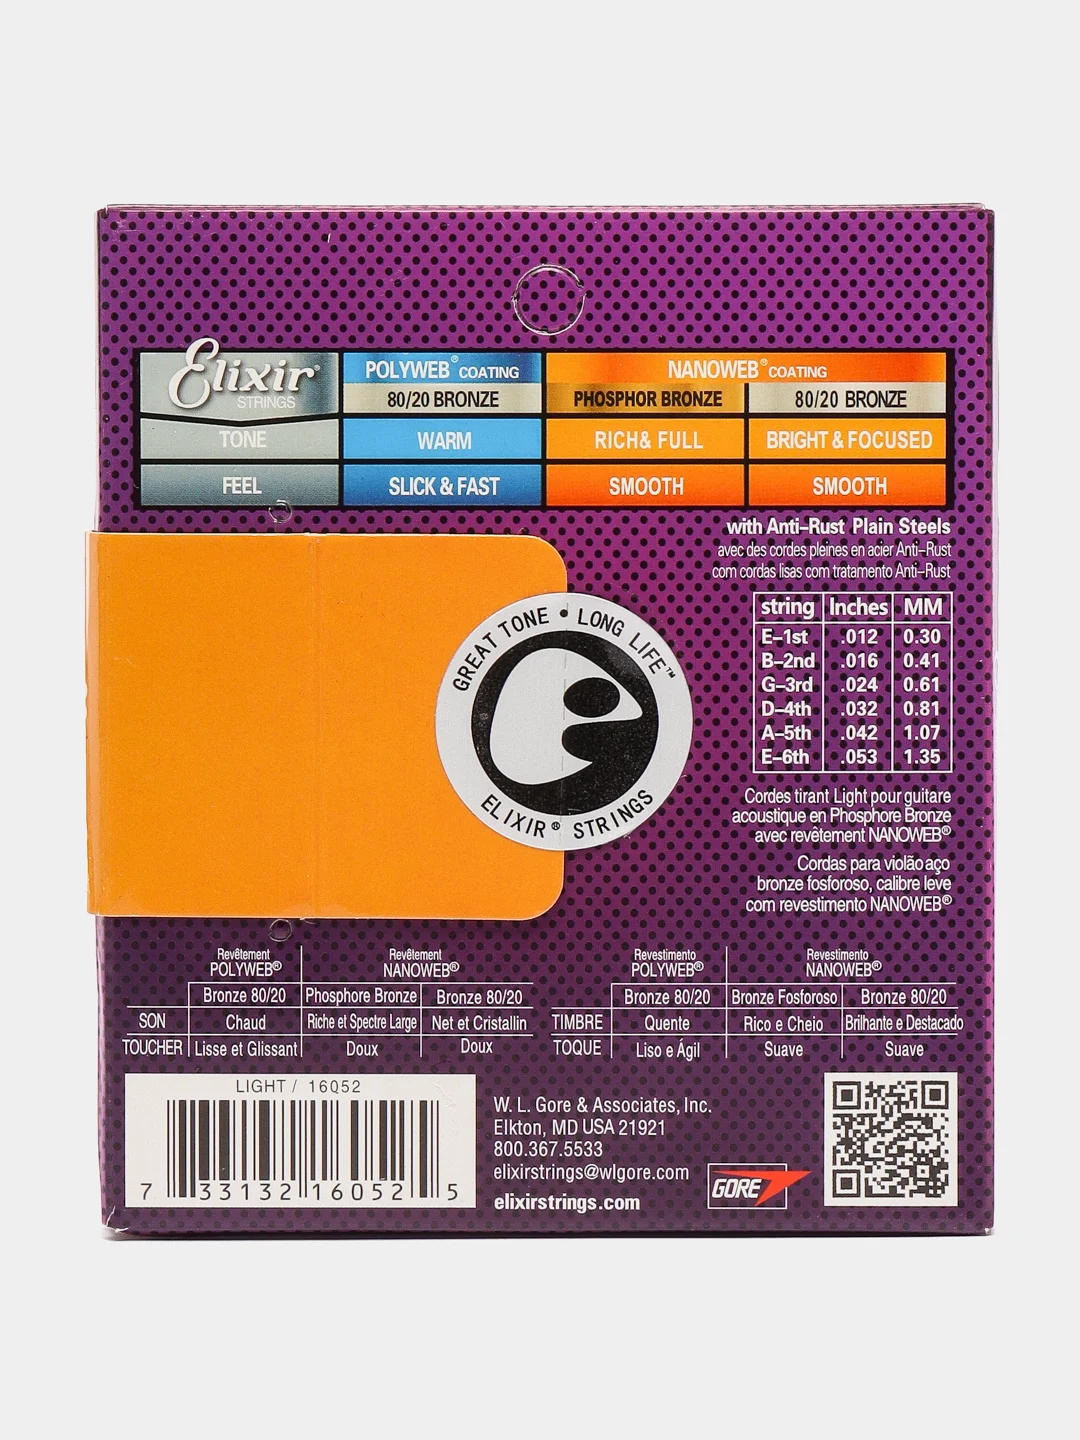 Elixir®
STRINGS
POLYWEB® COATING
NANOWEB® COATING
80/20 BRONZE
PHOSPHOR BRONZE
80/20 BRONZE
TONE
WARM
RICH& FULL
BRIGHT & FOCUSED
FEEL
SLICK & FAST
SMOOTH
SMOOTH
with Anti-Rust Plain Steels
avec des cordes pleines en acier Anti-Rust
com cordas lisas com tratamento Anti-Rust
string Inches MM
E-1st .012 0.30
B-2nd .016 0.41
G-3rd .024 0.61
D-4th .032 0.81
A-5th .042 1.07
E-6th .053 1.35
GREAT TONE • LONG LIFE™
ELIXIR® STRINGS
Cordes tirant Light pour guitare
acoustique en Phosphore Bronze
avec revêtement NANOWEB®
Cordas para violão aço
bronze fosforoso, calibre leve
com revestimento NANOWEB®
Revêtement
POLYWEB®
Revêtement
NANOWEB®
Bronze 80/20 Phosphore Bronze Bronze 80/20
SON Chaud Riche et Spectre Large Net et Cristallin
TOUCHER Lisse et Glissant Doux Doux
Revestimento
POLYWEB®
Revestimento
NANOWEB®
Bronze 80/20 Bronze Fosforoso Bronze 80/20
TIMBRE Quente Rico e Cheio Brilhante e Destacado
TOQUE Liso e Ágil Suave Suave
LIGHT / 16052
7 33132 16052 5
W. L. Gore & Associates, Inc.
Elkton, MD USA 21921
800.367.5533
elixirstrings@wlgore.com
elixirstrings.com
GORE